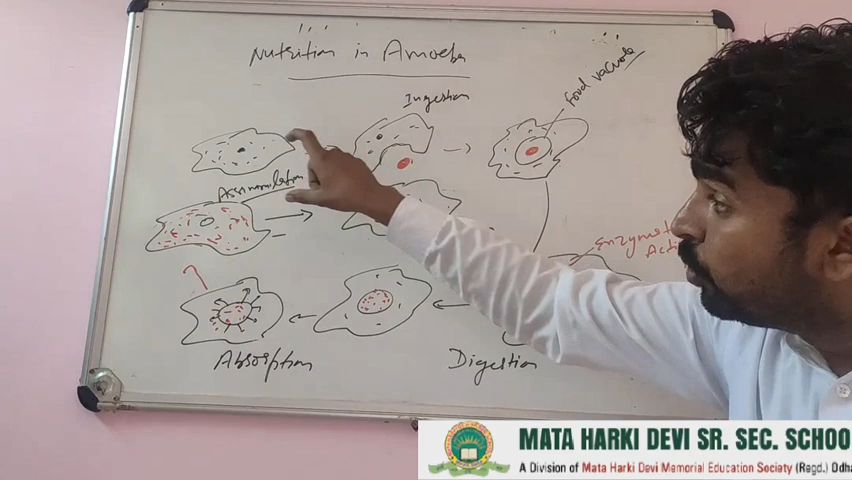 Nutrition in Amoeba
Ingestion
Food vacuole
Assimilation
Enzymatic
Action
Absorption
Digestion
MATA HARKI DEVI SR. SEC. SCHOO
A Division of Mata Harki Devi Memorial Education Society (Regd.) Odha